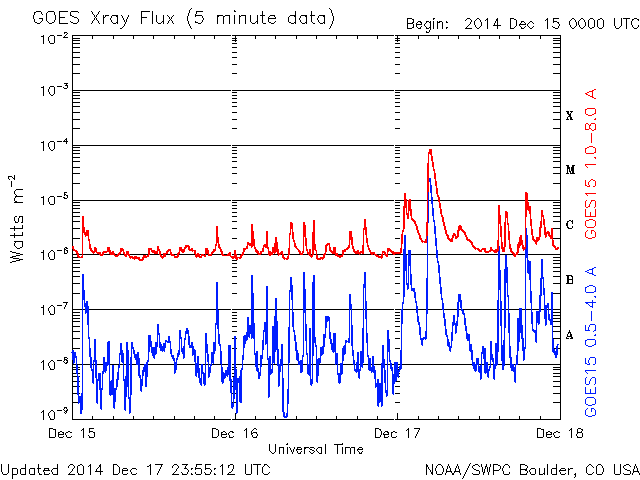 GOES Xray Flux (5 minute data)
Begin: 2014 Dec 15 0000 UTC
10⁻²
10⁻³
10⁻⁴
10⁻⁵
10⁻⁶
10⁻⁷
10⁻⁸
10⁻⁹
Watts m⁻²
X
M
C
B
A
GOES15 1.0–8.0 A
GOES15 0.5–4.0 A
Dec 15
Dec 16
Dec 17
Dec 18
Universal Time
Updated 2014 Dec 17 23:55:12 UTC
NOAA/SWPC Boulder, CO USA